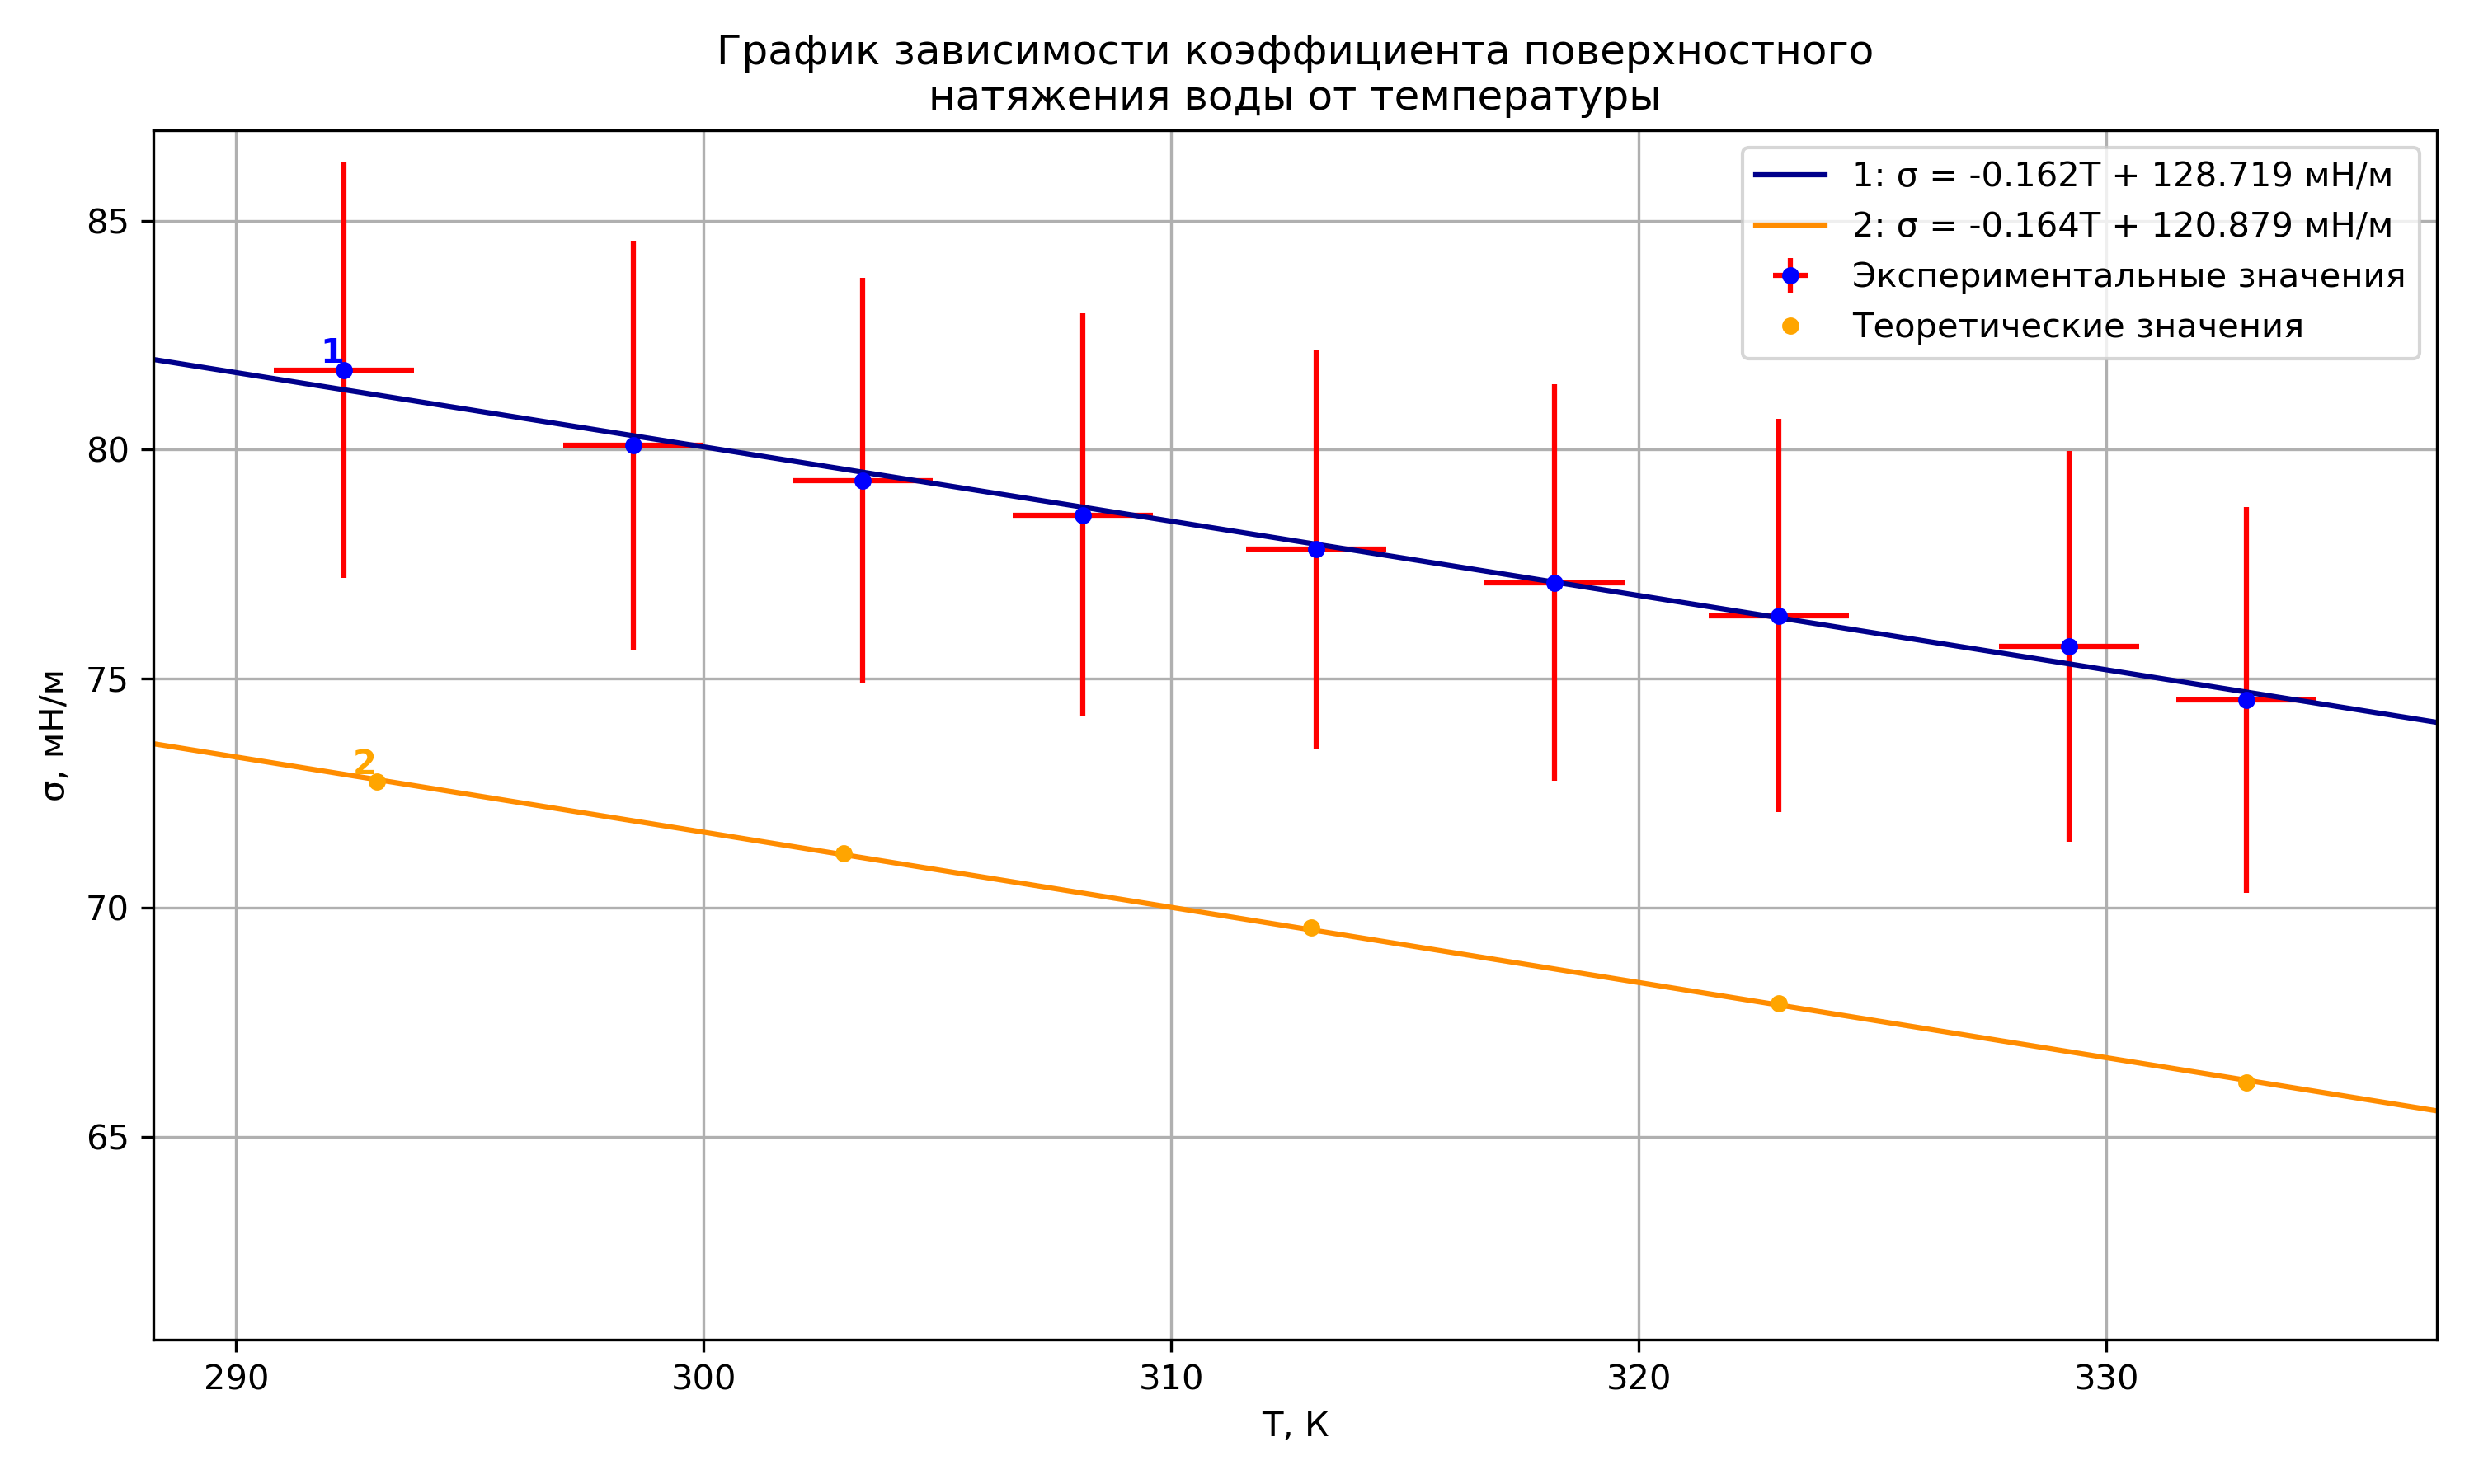 График зависимости коэффициента поверхностного
натяжения воды от температуры
1: σ = -0.162T + 128.719 мН/м
2: σ = -0.164T + 120.879 мН/м
Экспериментальные значения
Теоретические значения
85
80
75
70
65
σ, мН/м
1
2
290
300
310
320
330
T, K